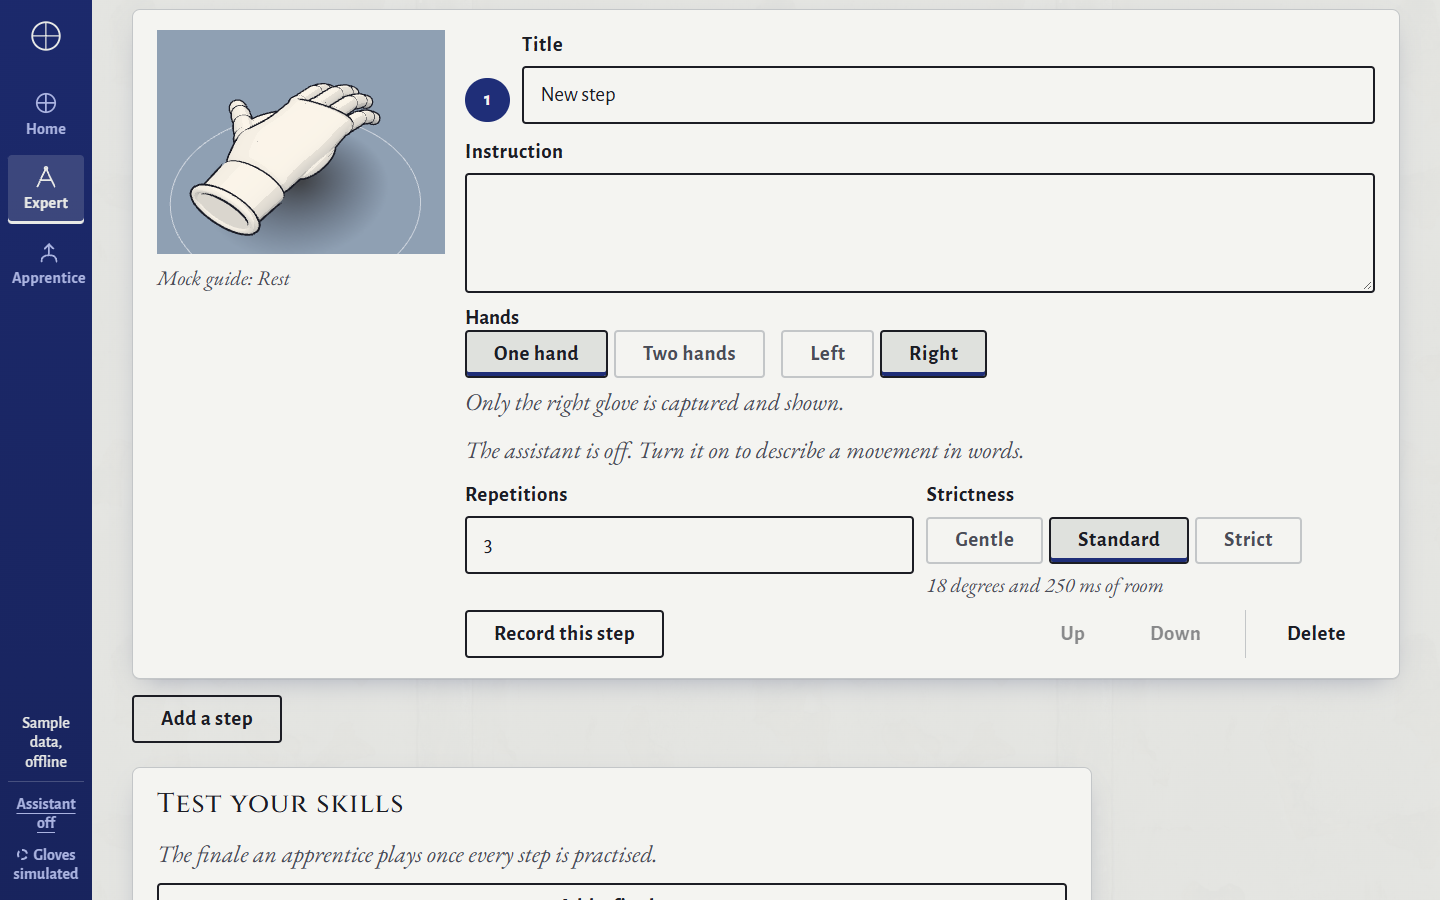 Home
Expert
Apprentice
Sample
data,
offline
Assistant
off
Gloves
simulated
Mock guide: Rest
Title
1
New step
Instruction
Hands
One hand Two hands Left Right
Only the right glove is captured and shown.
The assistant is off. Turn it on to describe a movement in words.
Repetitions
3
Strictness
Gentle Standard Strict
18 degrees and 250 ms of room
Record this step
Up Down Delete
Add a step
Test your skills
The finale an apprentice plays once every step is practised.